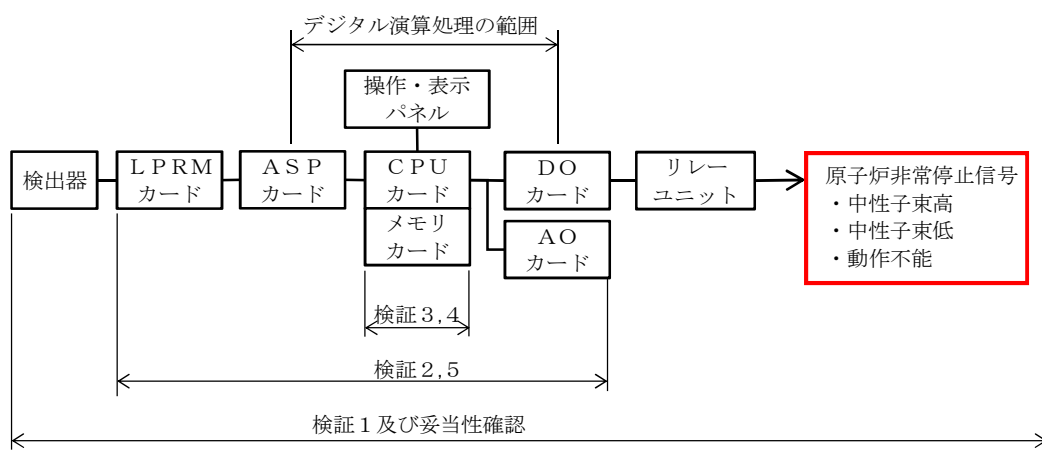 デジタル演算処理の範囲
操作・表示
パネル
検出器
ＬＰＲＭ
カード
ＡＳＰ
カード
ＣＰＵ
カード
メモリ
カード
ＤＯ
カード
ＡＯ
カード
リレー
ユニット
原子炉非常停止信号
・中性子束高
・中性子束低
・動作不能
検証３,４
検証２,５
検証１及び妥当性確認